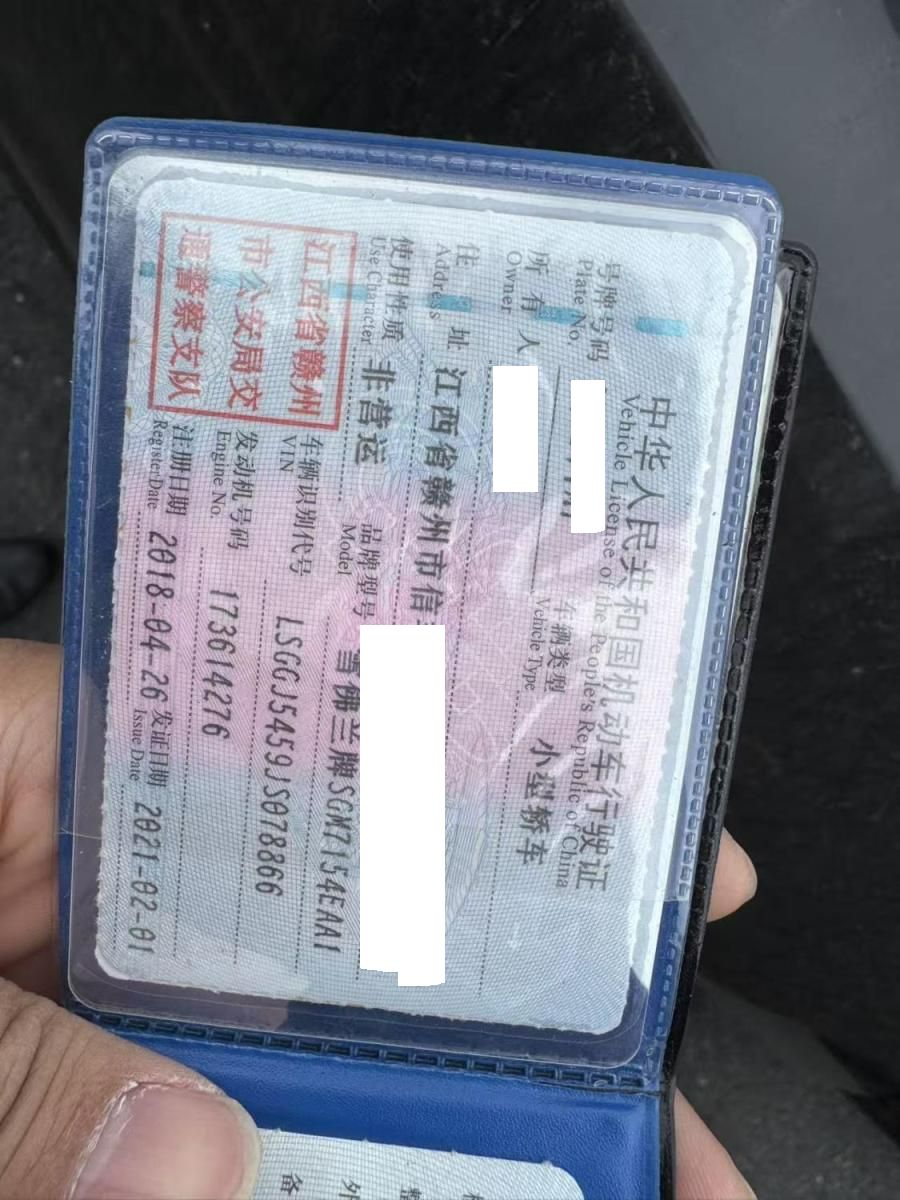 中华人民共和国机动车行驶证
Vehicle License of the People's Republic of China
号牌号码
Plate No.
车辆类型 小型轿车
Vehicle Type
所有人
Owner
住址 江西省赣州市信
Address
使用性质 非营运
Use Character
品牌型号 雪佛兰牌SGM7154EAA1
Model
江西省赣州
市公安局交
通警察支队
车辆识别代号 LSGGJ5459JS078866
VIN
发动机号码 173614276
Engine No.
注册日期 2018-04-26 发证日期 2021-02-01
Register Date Issue Date
整
外
备